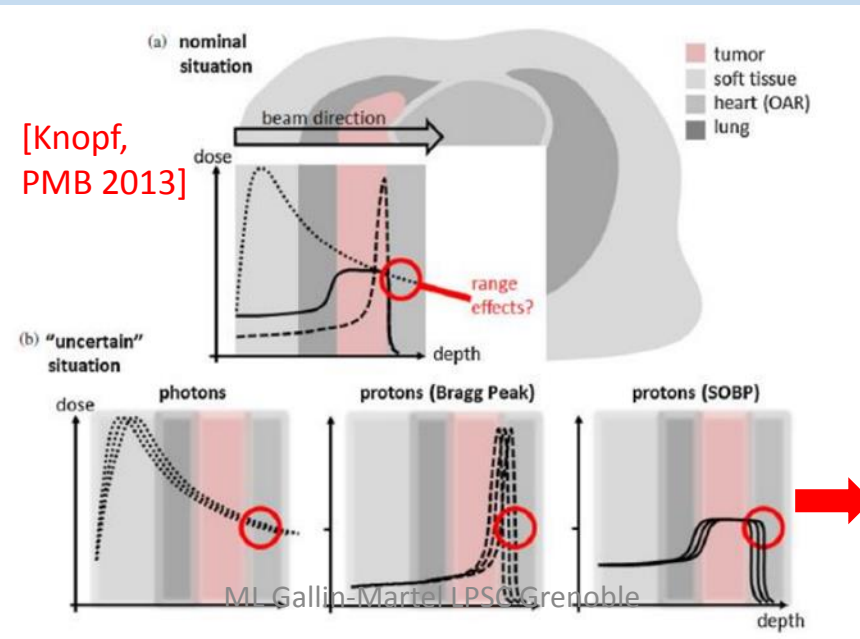 (a) nominal
situation
tumor
soft tissue
heart (OAR)
lung
beam direction
[Knopf,
PMB 2013]
dose
range
effects?
depth
(b) "uncertain"
situation
photons
protons (Bragg Peak)
protons (SOBP)
dose
ML Gallin-Martel LPSC Grenoble
depth